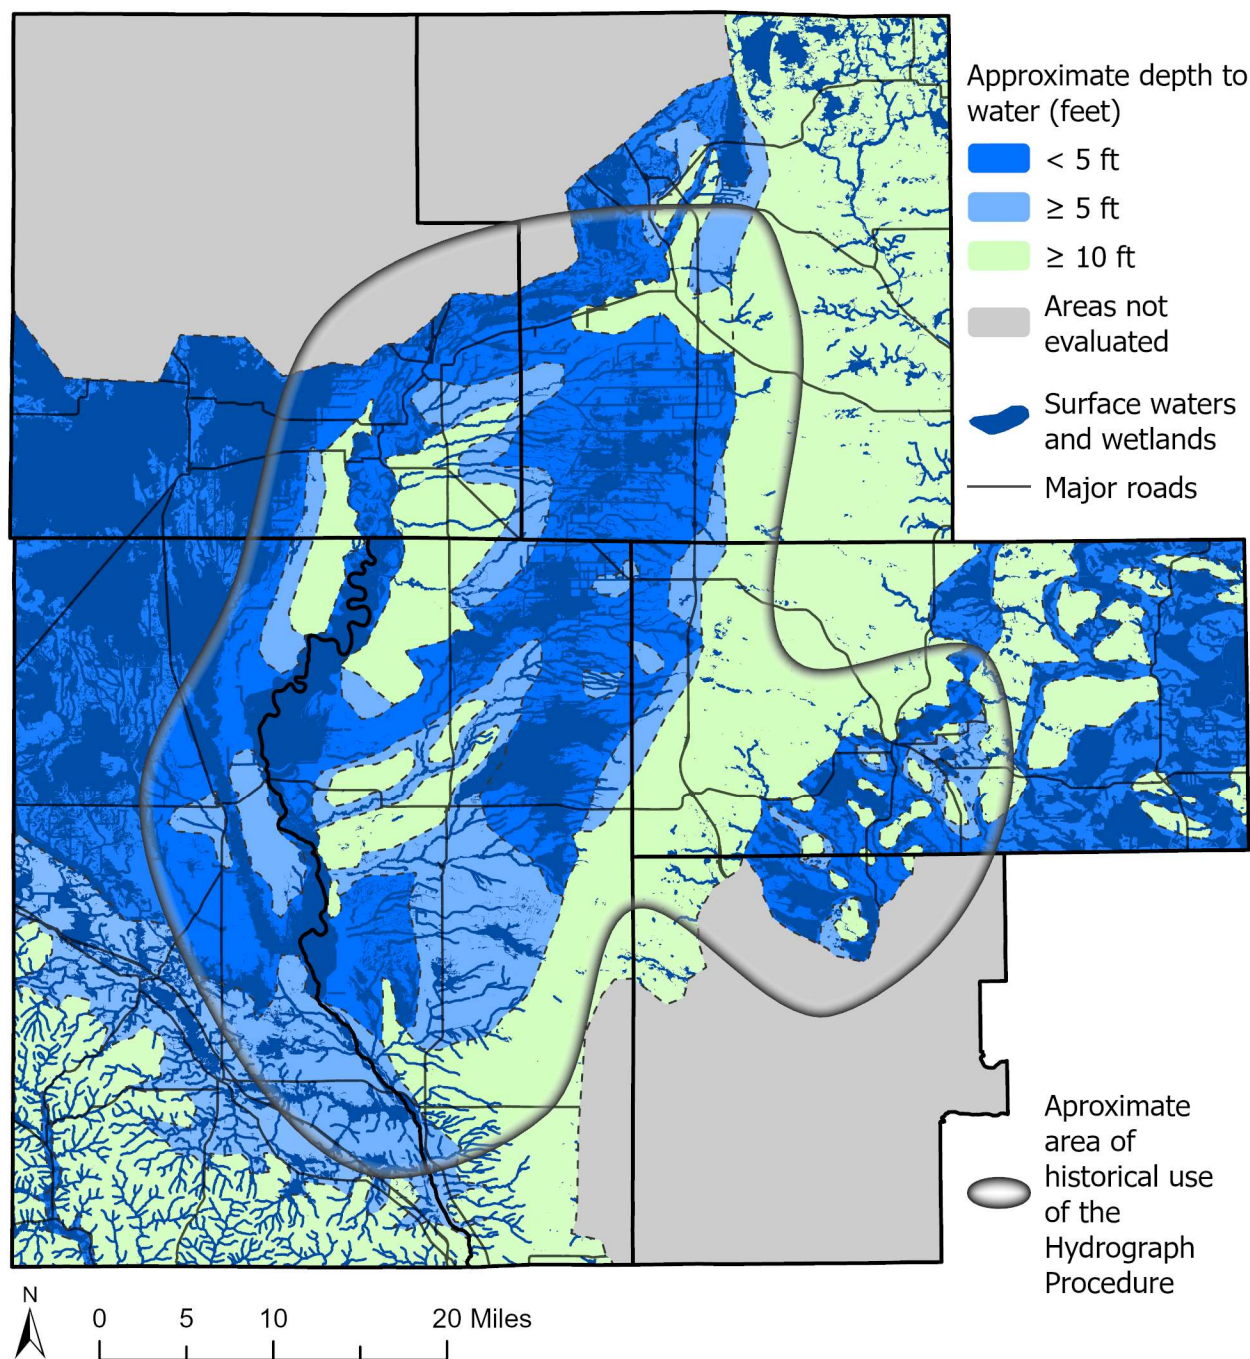 Approximate depth to
water (feet)
< 5 ft
≥ 5 ft
≥ 10 ft
Areas not
evaluated
Surface waters
and wetlands
Major roads
Aproximate
area of
historical use
of the
Hydrograph
Procedure
N
0 5 10 20 Miles